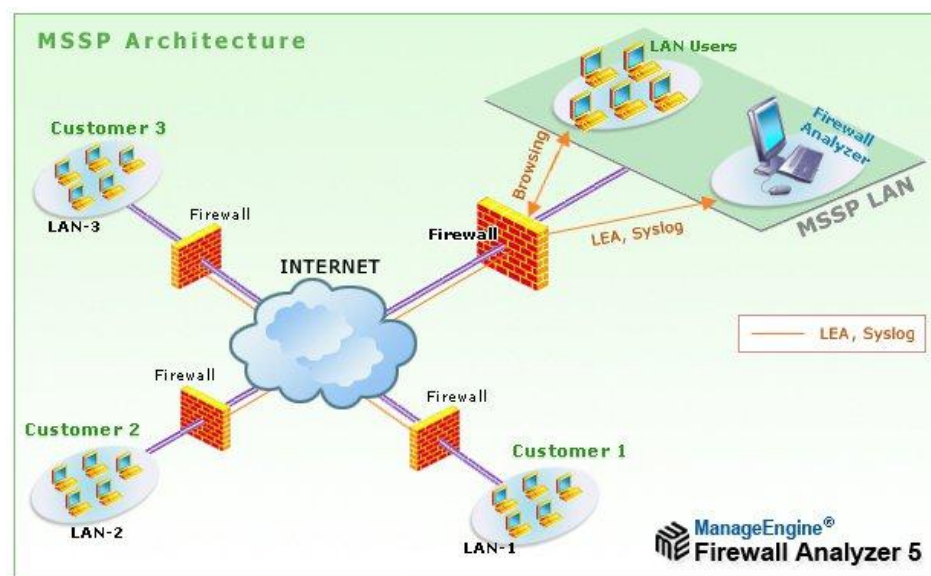 MSSP Architecture
LAN Users
Firewall
Analyzer
MSSP LAN
Browsing
LEA, Syslog
Firewall
Customer 3
LAN-3
Firewall
INTERNET
LEA, Syslog
Firewall
Customer 2
LAN-2
Firewall
Customer 1
LAN-1
ManageEngine®
Firewall Analyzer 5